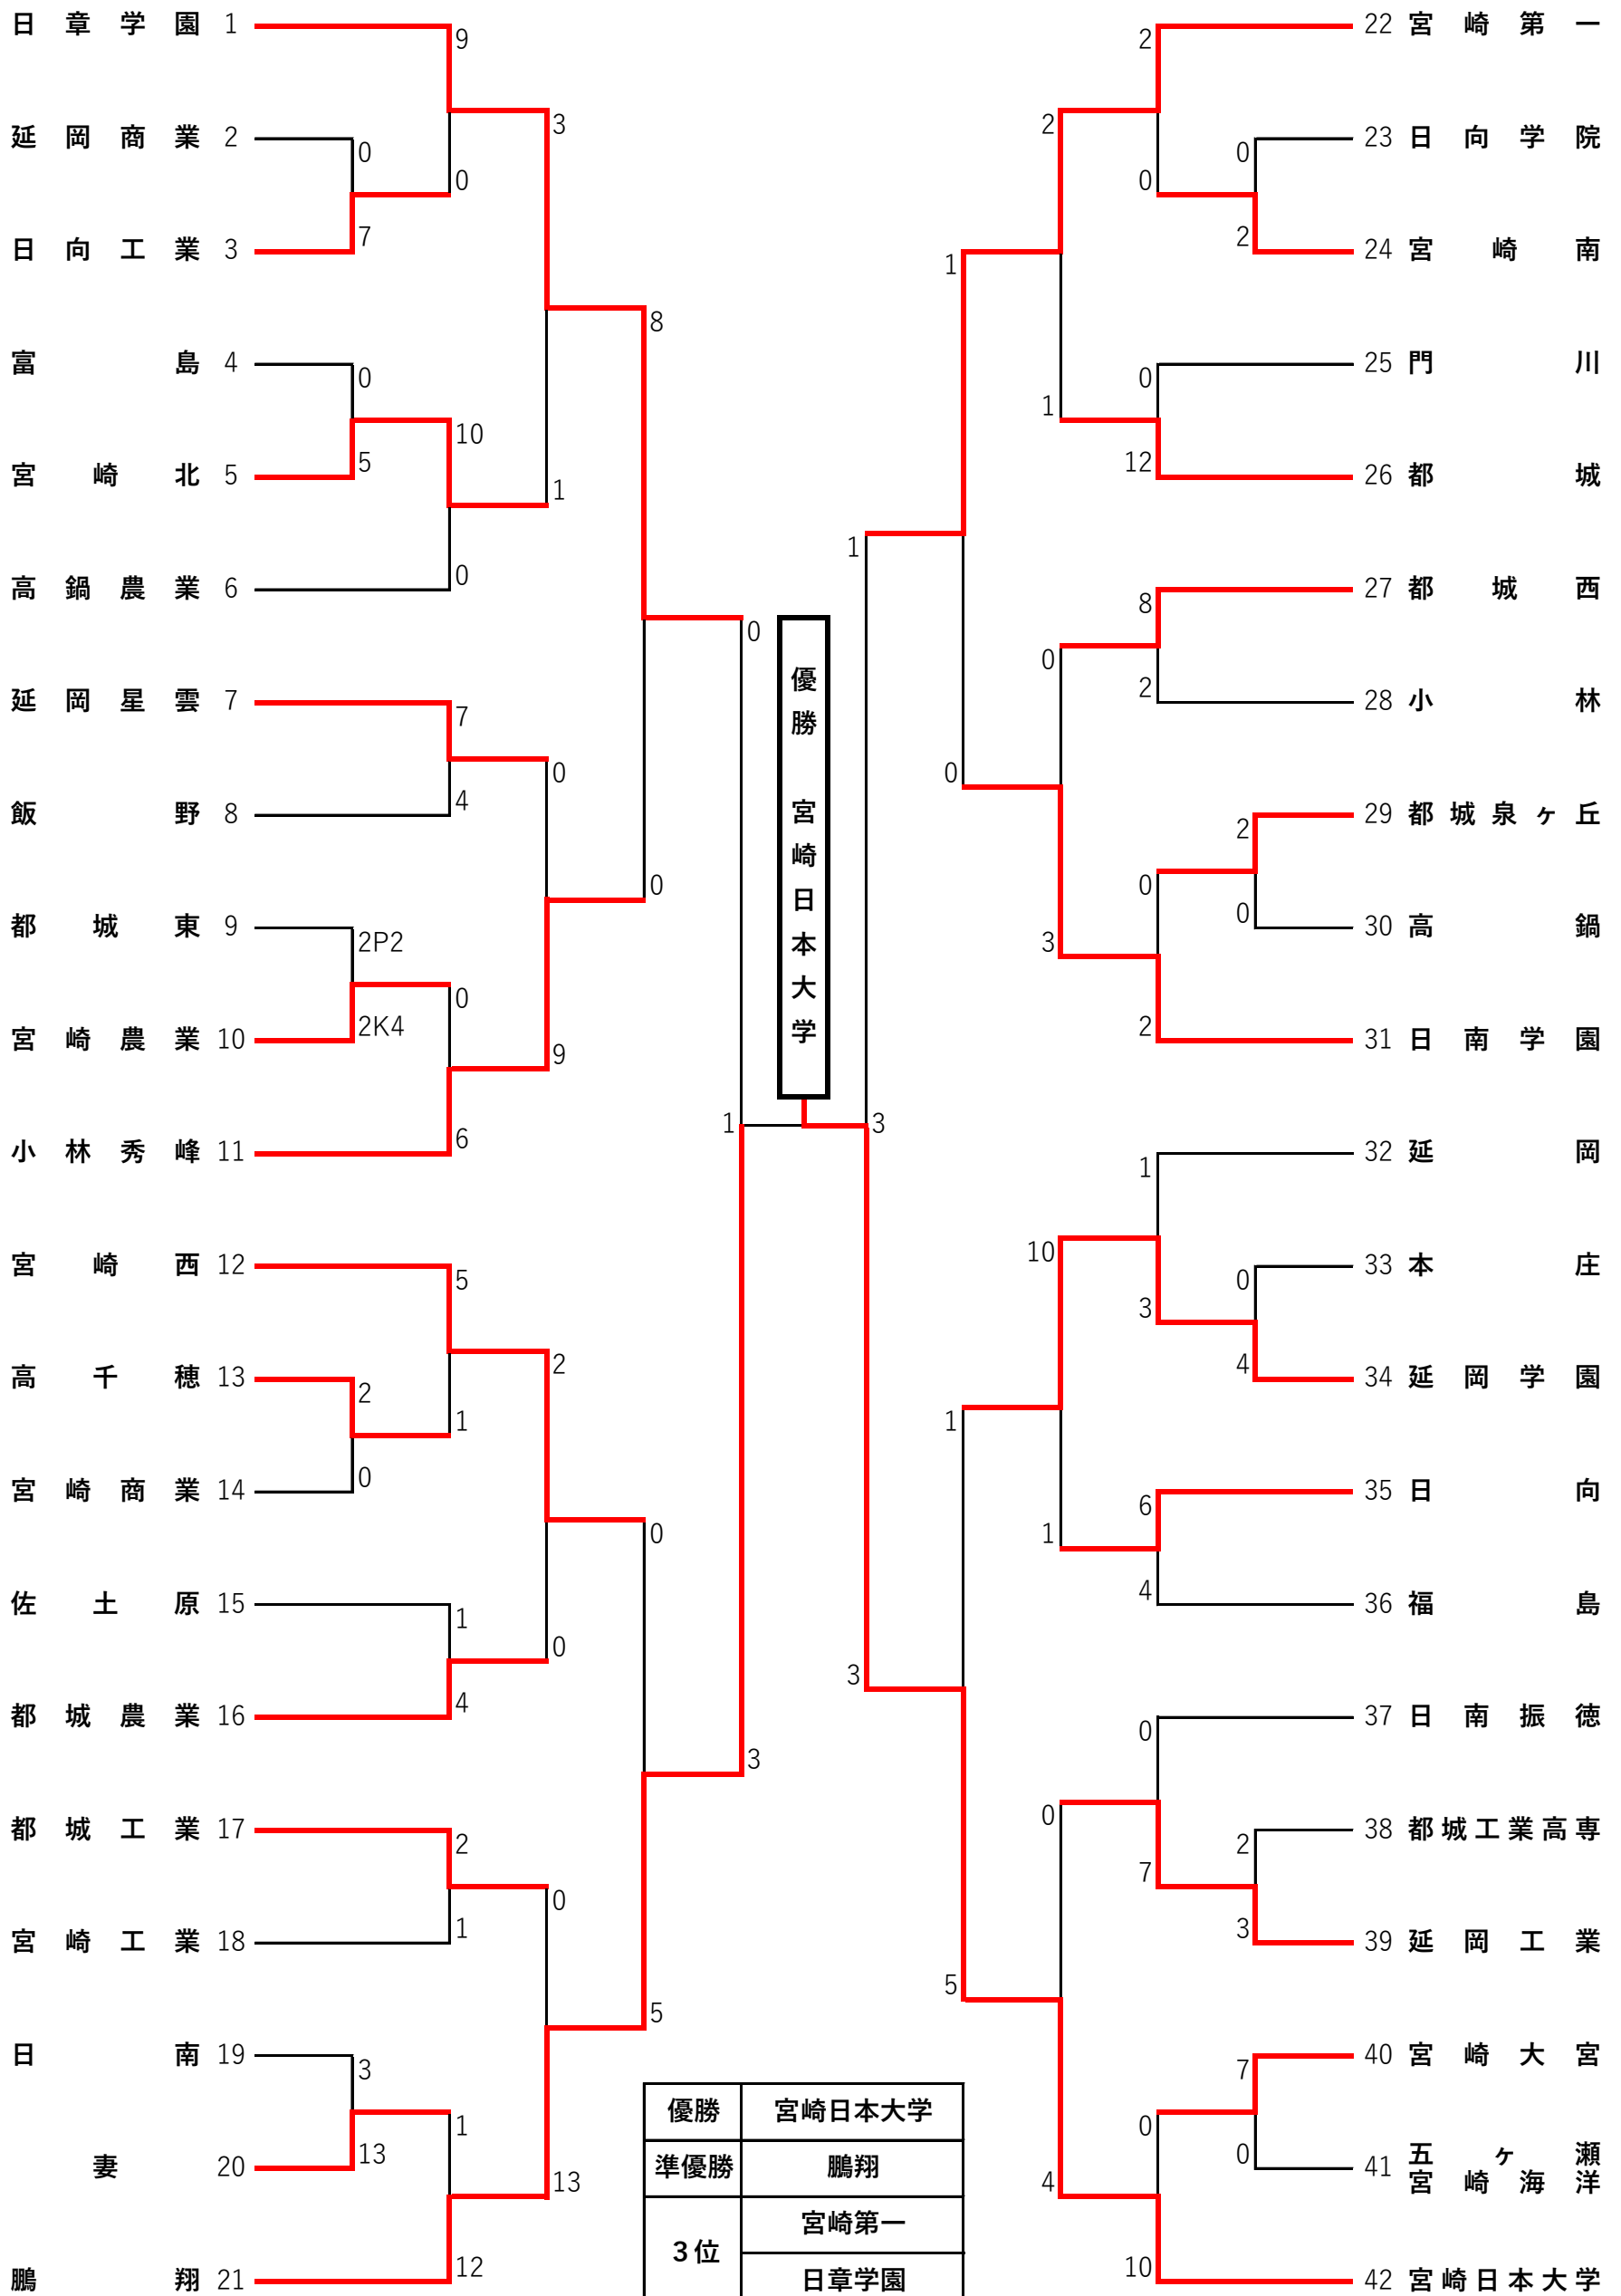 日章学園 1
延岡商業 2
日向工業 3
富島 4
宮崎北 5
高鍋農業 6
延岡星雲 7
飯野 8
都城東 9
宮崎農業 10
小林秀峰 11
宮崎西 12
高千穂 13
宮崎商業 14
佐土原 15
都城農業 16
都城工業 17
宮崎工業 18
日南 19
妻 20
鵬翔 21
0
7
0
5
2P2
2K4
2
0
3
13
9
0
10
0
7
4
0
6
5
1
1
4
2
1
1
12
3
1
0
9
2
0
0
13
8
0
0
5
0
3
1
優勝 宮崎日本大学
3
1
3
1
0
1
5
2
1
0
3
10
1
0
4
2
0
0
12
8
2
0
2
1
3
6
4
0
7
0
10
0
2
2
0
0
4
2
3
7
0
22 宮崎第一
23 日向学院
24 宮崎南
25 門川
26 都城
27 都城西
28 小林
29 都城泉ヶ丘
30 高鍋
31 日南学園
32 延岡
33 本庄
34 延岡学園
35 日向
36 福島
37 日南振徳
38 都城工業高専
39 延岡工業
40 宮崎大宮
41 五ヶ瀬
宮崎海洋
42 宮崎日本大学
優勝 宮崎日本大学
準優勝 鵬翔
3位 宮崎第一
日章学園